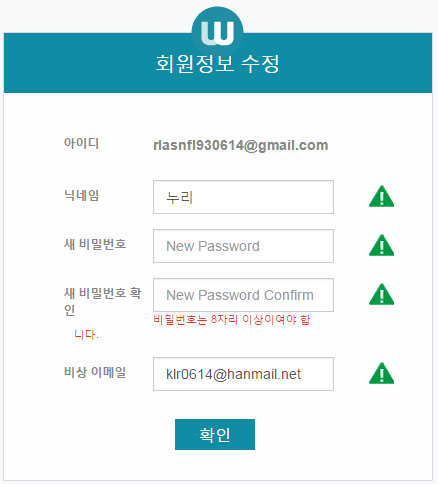 W
회원정보 수정
아이디 rlasnfl930614@gmail.com
닉네임 누리
새 비밀번호 New Password
새 비밀번호 확
인 New Password Confirm
비밀번호는 8자리 이상이여야 합
니다.
비상 이메일 klr0614@hanmail.net
확인